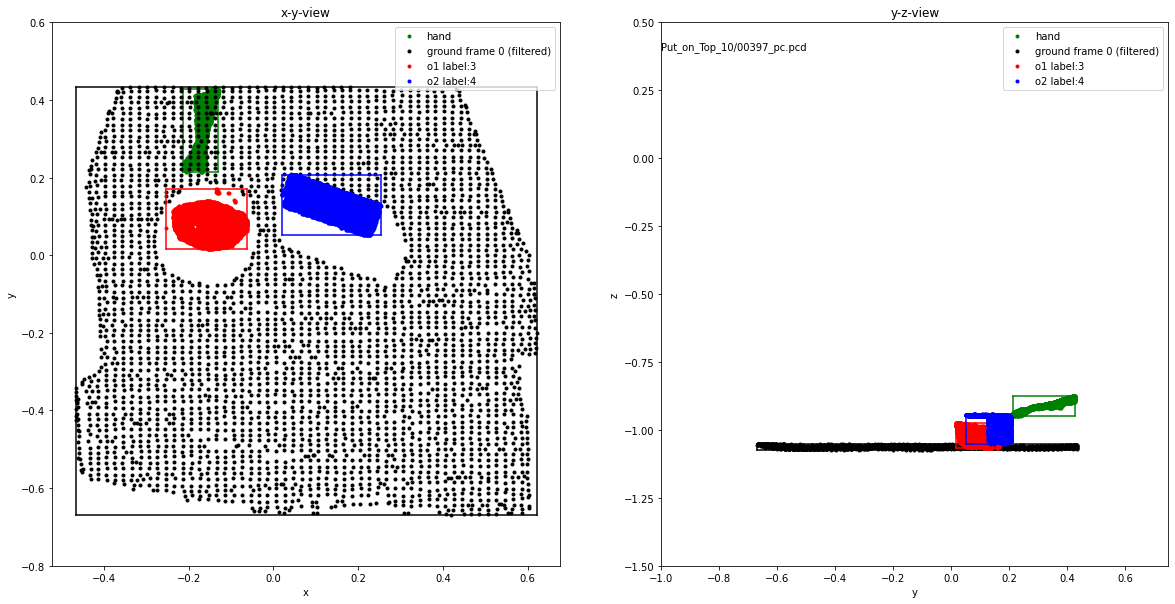 x-y-view
hand
ground frame 0 (filtered)
o1 label:3
o2 label:4
0.6
0.4
0.2
0.0
−0.2
−0.4
−0.6
−0.8
y
−0.4
−0.2
0.0
0.2
0.4
0.6
x
y-z-view
Put_on_Top_10/00397_pc.pcd
hand
ground frame 0 (filtered)
o1 label:3
o2 label:4
0.50
0.25
0.00
−0.25
−0.50
−0.75
−1.00
−1.25
−1.50
z
−1.0
−0.8
−0.6
−0.4
−0.2
0.0
0.2
0.4
0.6
y